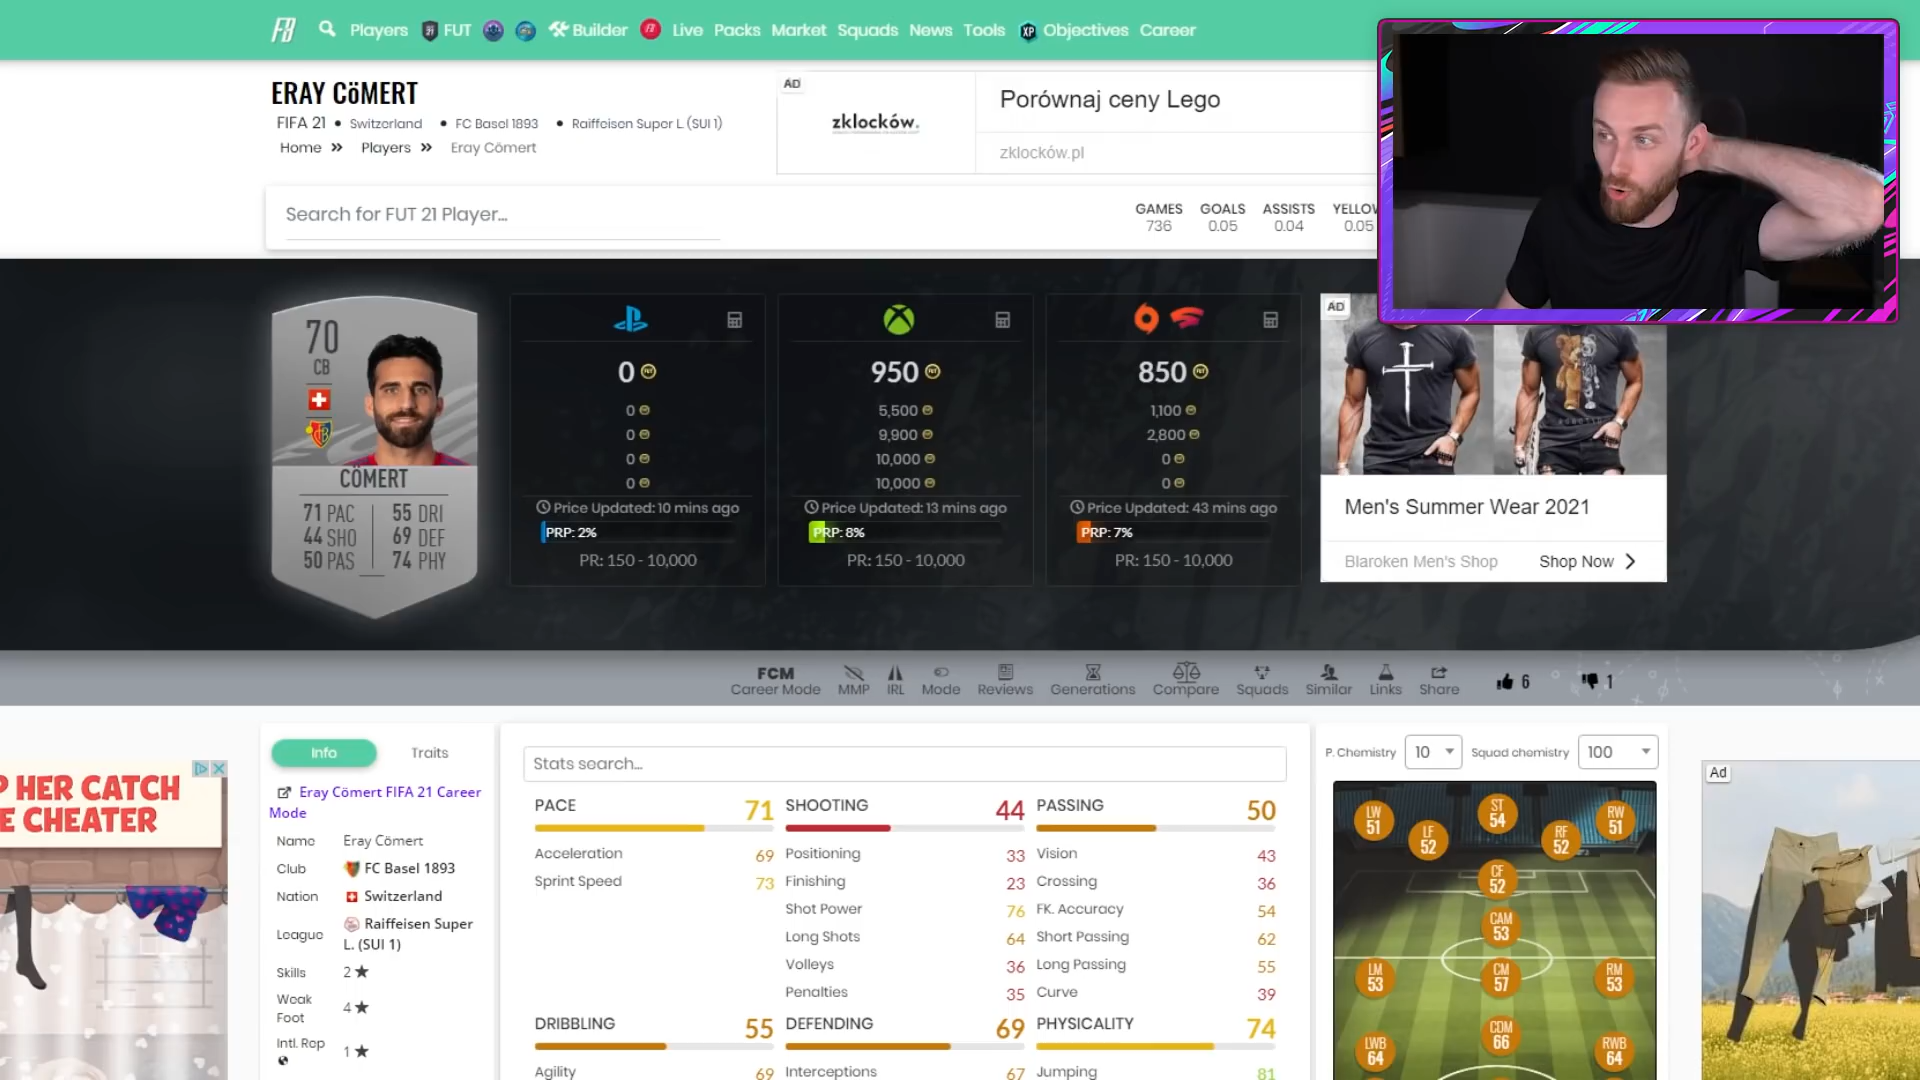 Players FUT Builder Live Packs Market Squads News Tools XP Objectives Career
ERAY CöMERT
FIFA 21 • Switzerland • FC Basel 1893 • Raiffeisen Super L. (SUI 1)
Home » Players » Eray Cömert
AD
zklocków.
Porównaj ceny Lego
zklocków.pl
Search for FUT 21 Player...
GAMES GOALS ASSISTS YELLOW
736 0.05 0.04 0.05
70
CB
CÖMERT
71 PAC 55 DRI
44 SHO 69 DEF
50 PAS 74 PHY
0
0
0
0
0
Price Updated: 10 mins ago
PRP: 2%
PR: 150 - 10,000
950
5,500
9,900
10,000
10,000
Price Updated: 13 mins ago
PRP: 8%
PR: 150 - 10,000
850
1,100
2,800
0
0
Price Updated: 43 mins ago
PRP: 7%
PR: 150 - 10,000
AD
Men's Summer Wear 2021
Blaroken Men's Shop Shop Now
FCM
Career Mode MMP IRL Mode Reviews Generations Compare Squads Similar Links Share 6 1
P HER CATCH
E CHEATER
Info Traits
Eray Cömert FIFA 21 Career
Mode
Name Eray Cömert
Club FC Basel 1893
Nation Switzerland
League Raiffeisen Super
L. (SUI 1)
Skills 2
Weak
Foot 4
Intl. Rep 1
Stats search...
PACE 71 SHOOTING 44 PASSING 50
Acceleration 69 Positioning 33 Vision 43
Sprint Speed 73 Finishing 23 Crossing 36
Shot Power 76 FK. Accuracy 54
Long Shots 64 Short Passing 62
Volleys 36 Long Passing 55
Penalties 35 Curve 39
DRIBBLING 55 DEFENDING 69 PHYSICALITY 74
Agility 69 Interceptions 67 Jumping 81
P. Chemistry 10 Squad chemistry 100
LW 51
LF 52
ST 54
RF 52
RW 51
CF 52
CAM 53
LM 53
CM 57
RM 53
LWB 64
CDM 66
RWB 64
Ad